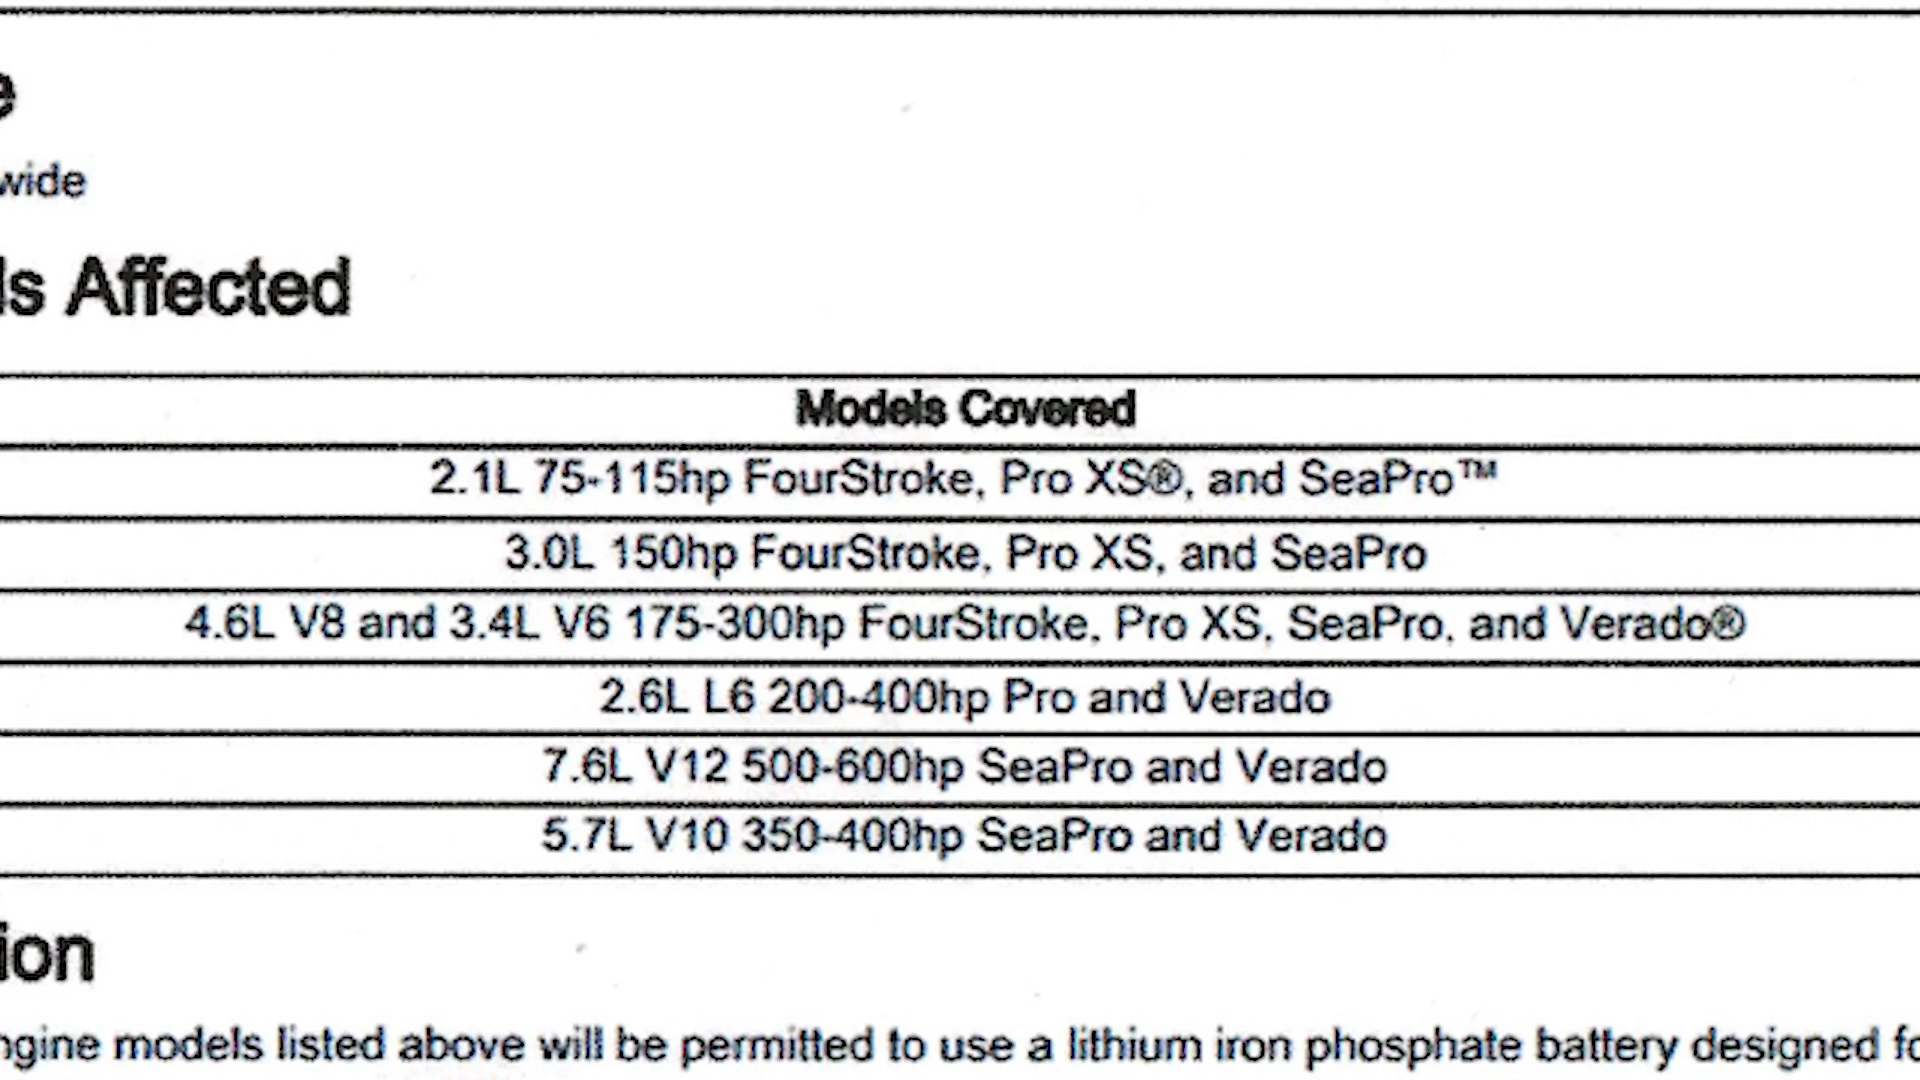 e
wide
ls Affected
Models Covered
2.1L 75-115hp FourStroke, Pro XS®, and SeaPro™
3.0L 150hp FourStroke, Pro XS, and SeaPro
4.6L V8 and 3.4L V6 175-300hp FourStroke, Pro XS, SeaPro, and Verado®
2.6L L6 200-400hp Pro and Verado
7.6L V12 500-600hp SeaPro and Verado
5.7L V10 350-400hp SeaPro and Verado
ion
ngine models listed above will be permitted to use a lithium iron phosphate battery designed fo